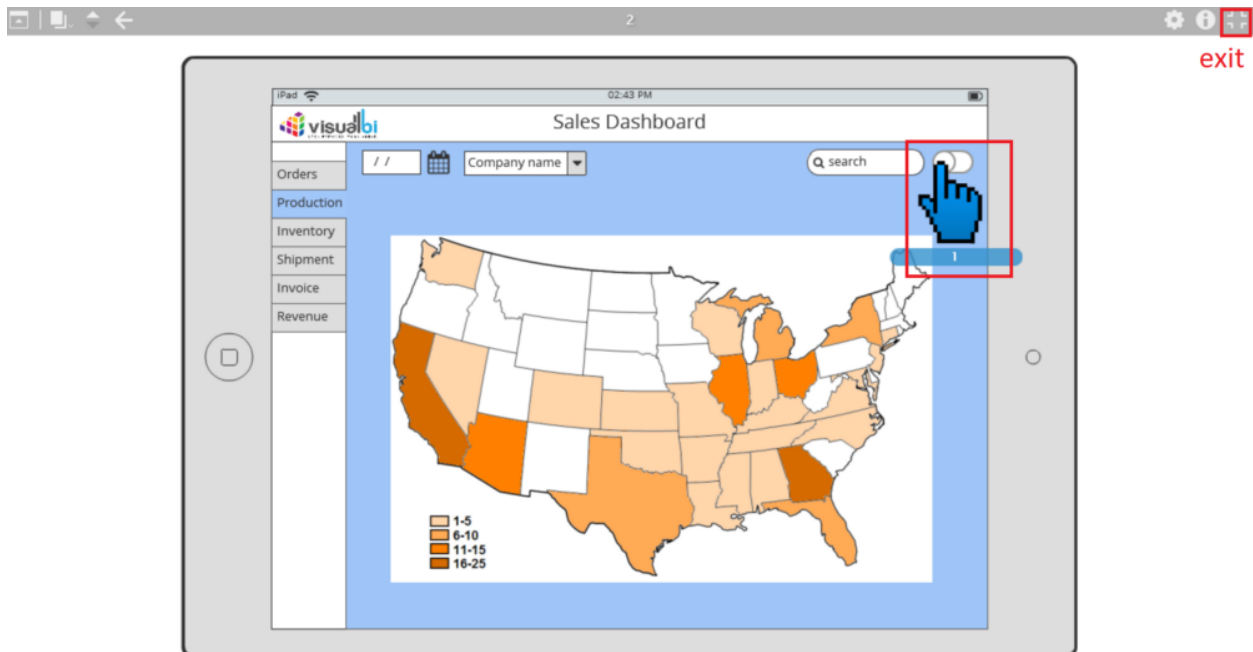 2
exit
iPad 02:43 PM
visualbi
Sales Dashboard
/ / Company name search
Orders
Production
Inventory
Shipment
Invoice
Revenue
1
1-5
6-10
11-15
16-25